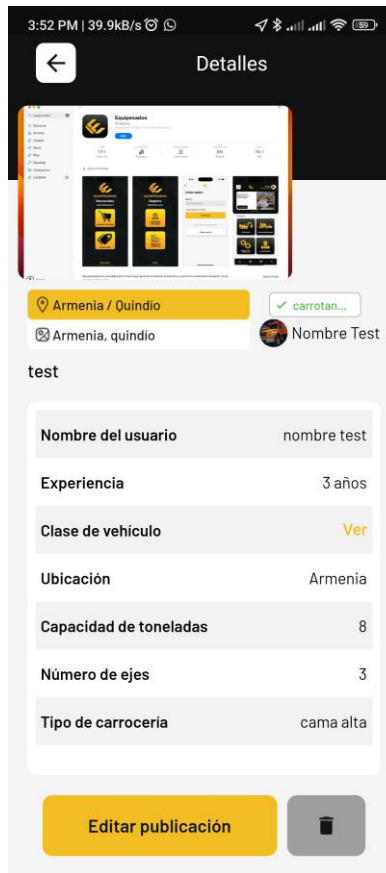 3:52 PM | 39.9kB/s
59
Detalles
Equipesados
Armenia / Quindío
carrotan...
Armenia, quindio
Nombre Test
test
Nombre del usuario nombre test
Experiencia 3 años
Clase de vehículo Ver
Ubicación Armenia
Capacidad de toneladas 8
Número de ejes 3
Tipo de carrocería cama alta
Editar publicación